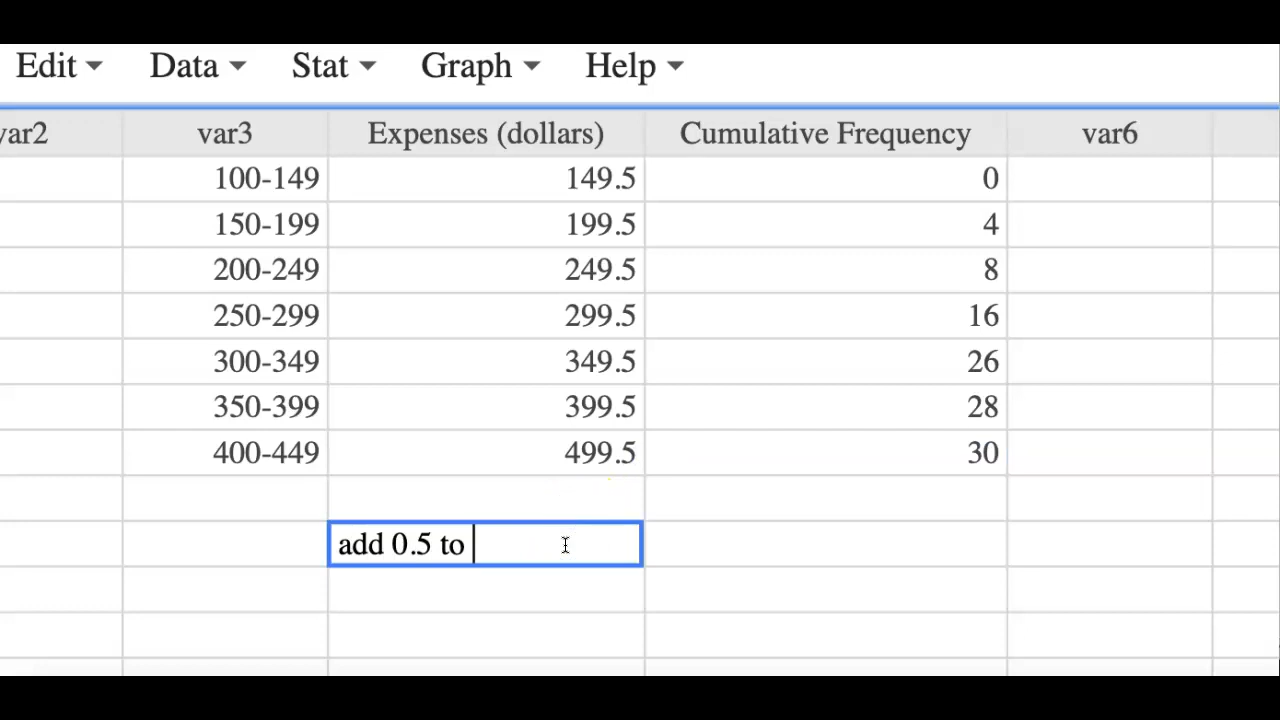 Edit Data Stat Graph Help
var2 var3 Expenses (dollars) Cumulative Frequency var6
100-149 149.5 0
150-199 199.5 4
200-249 249.5 8
250-299 299.5 16
300-349 349.5 26
350-399 399.5 28
400-449 499.5 30
add 0.5 to